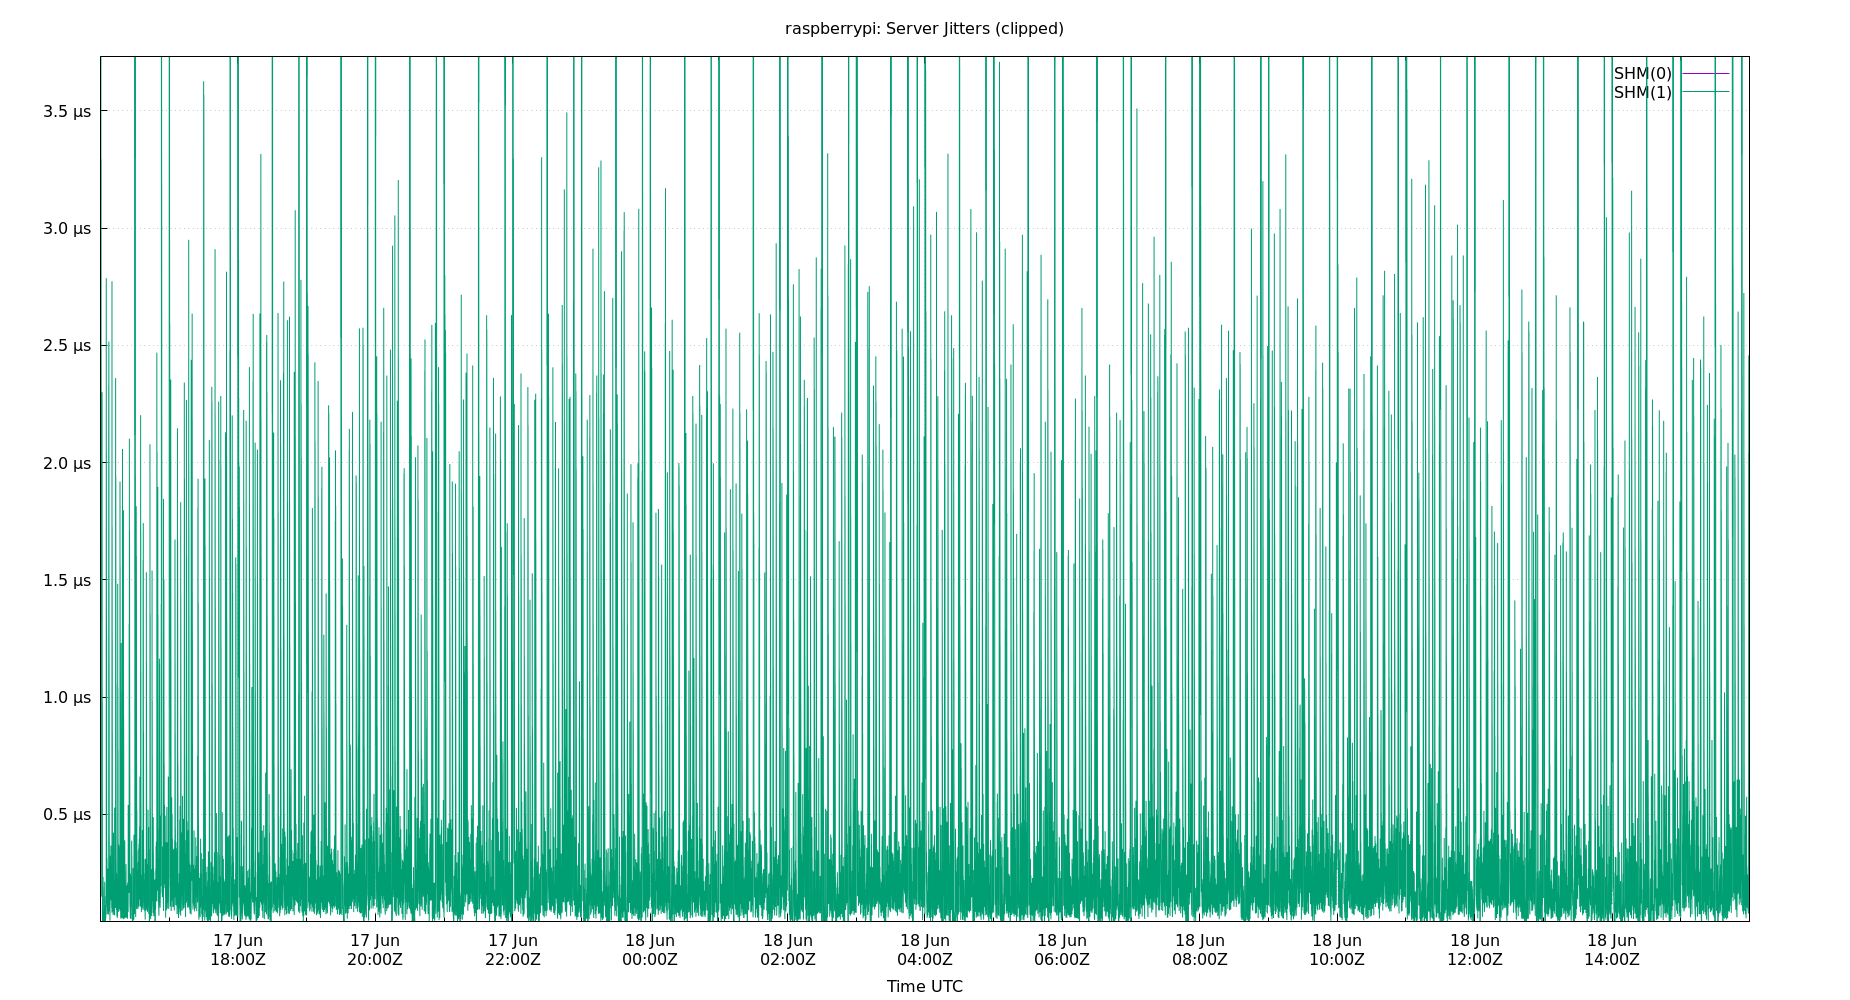 raspberrypi: Server Jitters (clipped)
SHM(0)
SHM(1)
3.5 µs
3.0 µs
2.5 µs
2.0 µs
1.5 µs
1.0 µs
0.5 µs
17 Jun 17 Jun 17 Jun 18 Jun 18 Jun 18 Jun 18 Jun 18 Jun 18 Jun 18 Jun 18 Jun
18:00Z 20:00Z 22:00Z 00:00Z 02:00Z 04:00Z 06:00Z 08:00Z 10:00Z 12:00Z 14:00Z
Time UTC